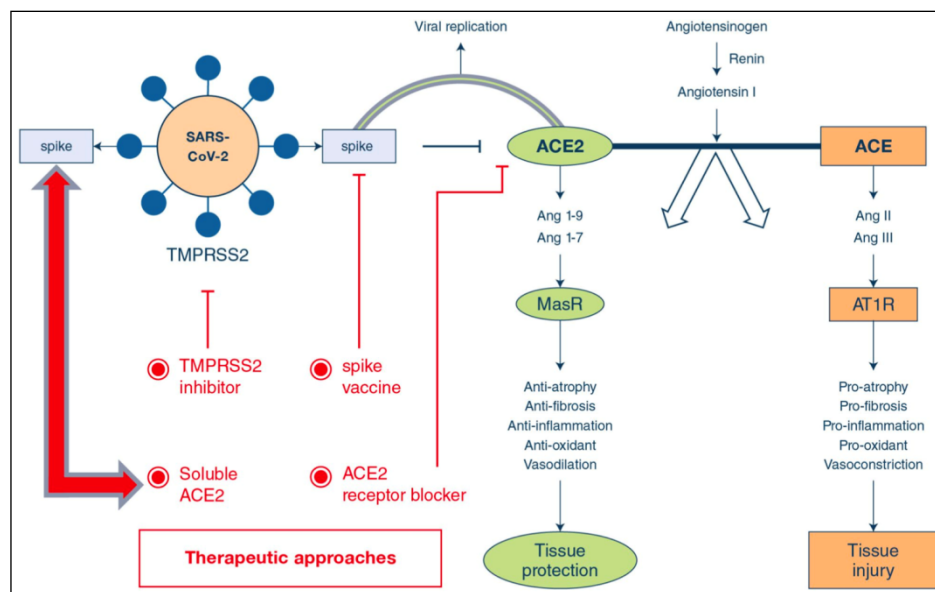 Viral replication
Angiotensinogen
Renin
Angiotensin I
spike
SARS-
CoV-2
spike
ACE2
ACE
TMPRSS2
Ang 1-9
Ang 1-7
Ang II
Ang III
MasR
AT1R
TMPRSS2
inhibitor
spike
vaccine
Anti-atrophy
Anti-fibrosis
Anti-inflammation
Anti-oxidant
Vasodilation
Pro-atrophy
Pro-fibrosis
Pro-inflammation
Pro-oxidant
Vasoconstriction
Soluble
ACE2
ACE2
receptor blocker
Therapeutic approaches
Tissue
protection
Tissue
injury